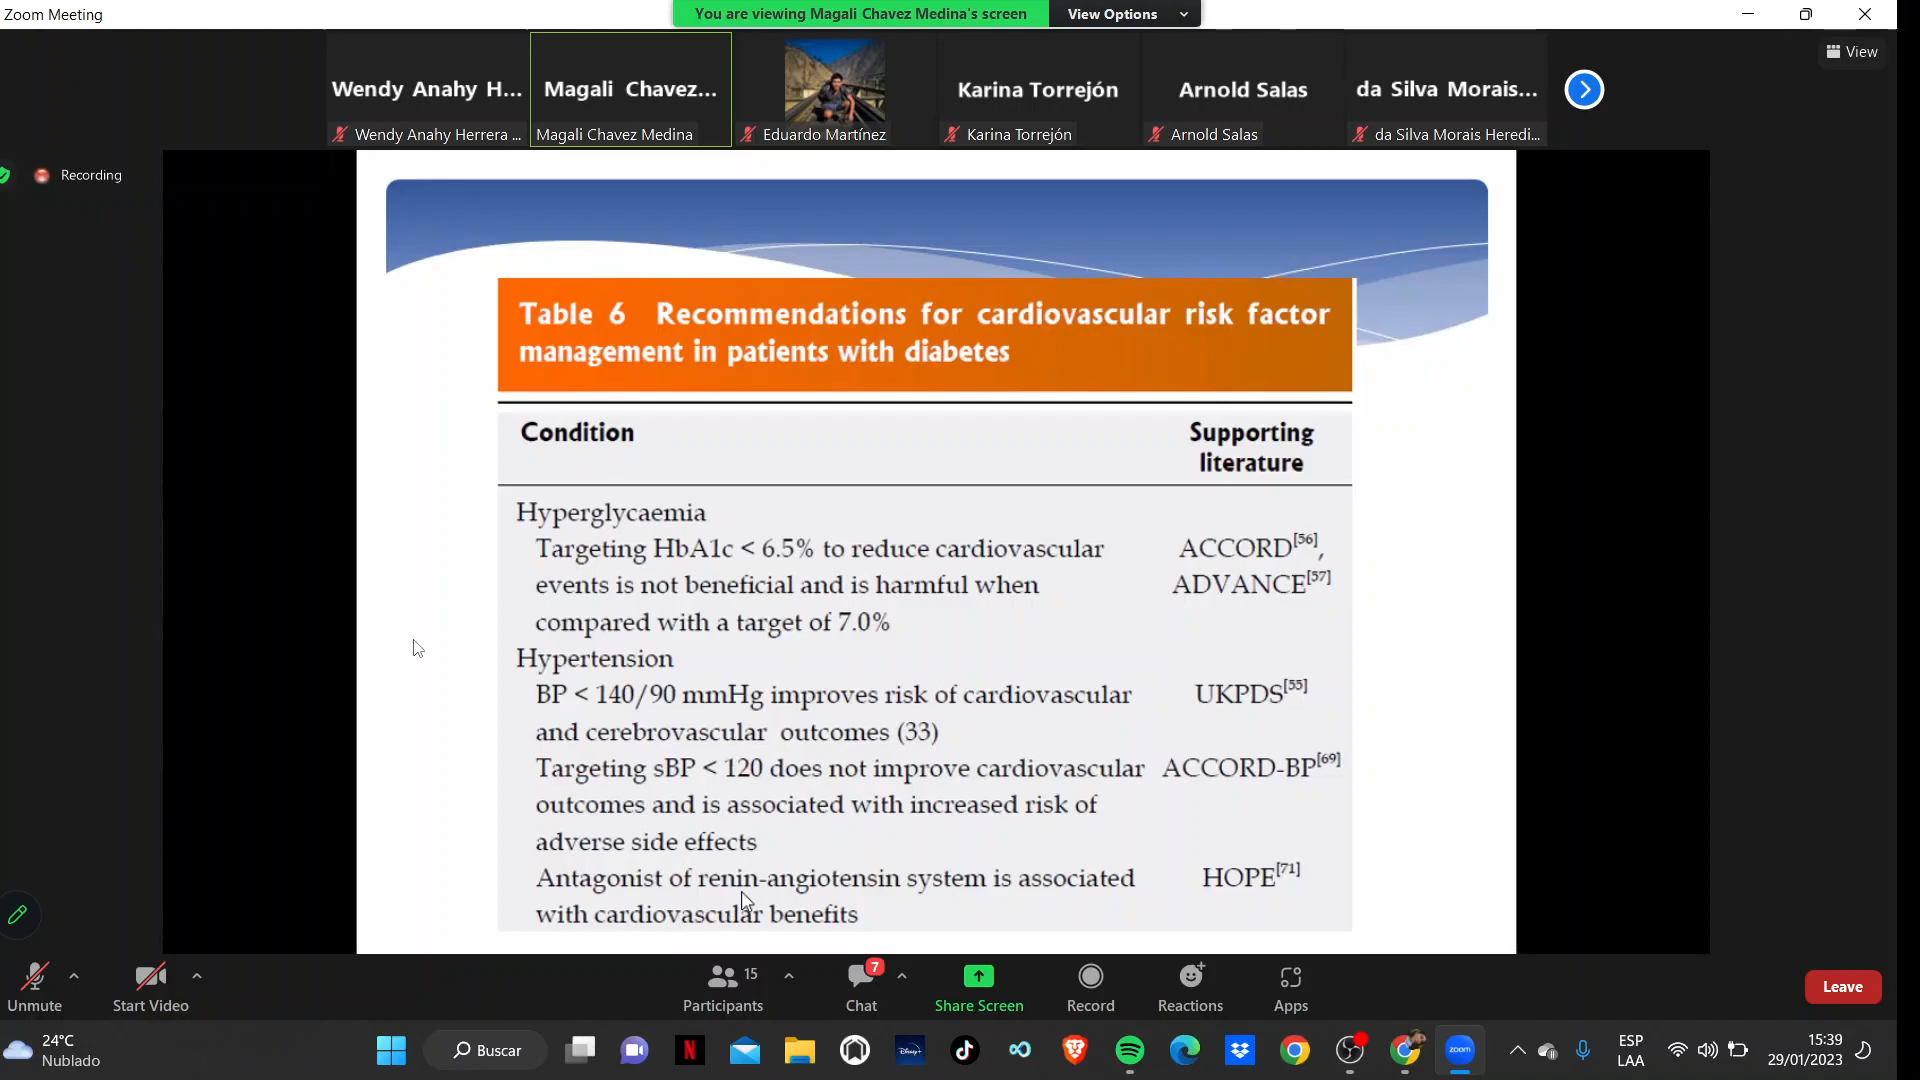 Zoom Meeting
You are viewing Magali Chavez Medina's screen
View Options
View
Wendy Anahy H...
Magali Chavez...
Karina Torrejón
Arnold Salas
da Silva Morais...
Wendy Anahy Herrera ...
Magali Chavez Medina
Eduardo Martínez
Karina Torrejón
Arnold Salas
da Silva Morais Heredi...
Recording
Table 6 Recommendations for cardiovascular risk factor
management in patients with diabetes
Condition
Supporting
literature
Hyperglycaemia
Targeting HbA1c < 6.5% to reduce cardiovascular ACCORD[56],
events is not beneficial and is harmful when ADVANCE[57]
compared with a target of 7.0%
Hypertension
BP < 140/90 mmHg improves risk of cardiovascular UKPDS[55]
and cerebrovascular outcomes (33)
Targeting sBP < 120 does not improve cardiovascular ACCORD-BP[69]
outcomes and is associated with increased risk of
adverse side effects
Antagonist of renin-angiotensin system is associated HOPE[71]
with cardiovascular benefits
Unmute
Start Video
15
Participants
7
Chat
Share Screen
Record
Reactions
Apps
Leave
24°C
Nublado
Buscar
N
Disney+
zoom
ESP
LAA
15:39
29/01/2023